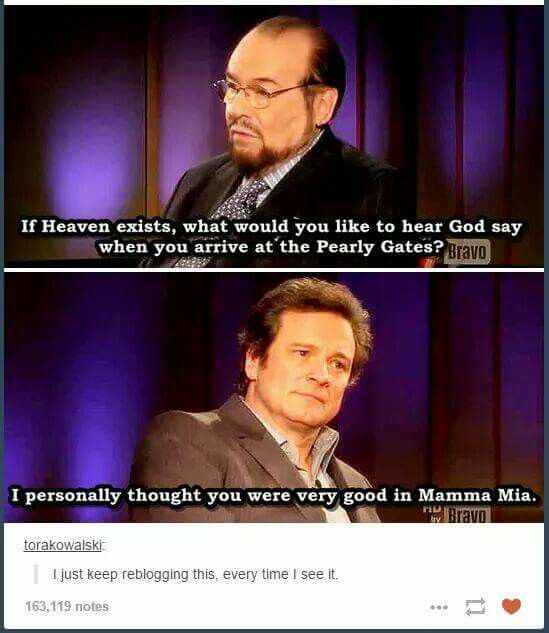 If Heaven exists, what would you like to hear God say
when you arrive at the Pearly Gates?
Bravo
I personally thought you were very good in Mamma Mia.
HD
by Bravo
torakowalski:
I just keep reblogging this, every time I see it.
163,119 notes